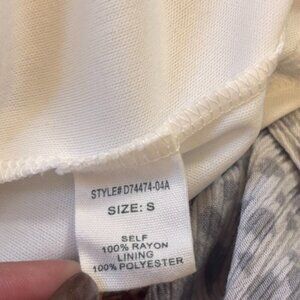 STYLE# D74474-04A
SIZE: S
SELF
100% RAYON
LINING
100% POLYESTER